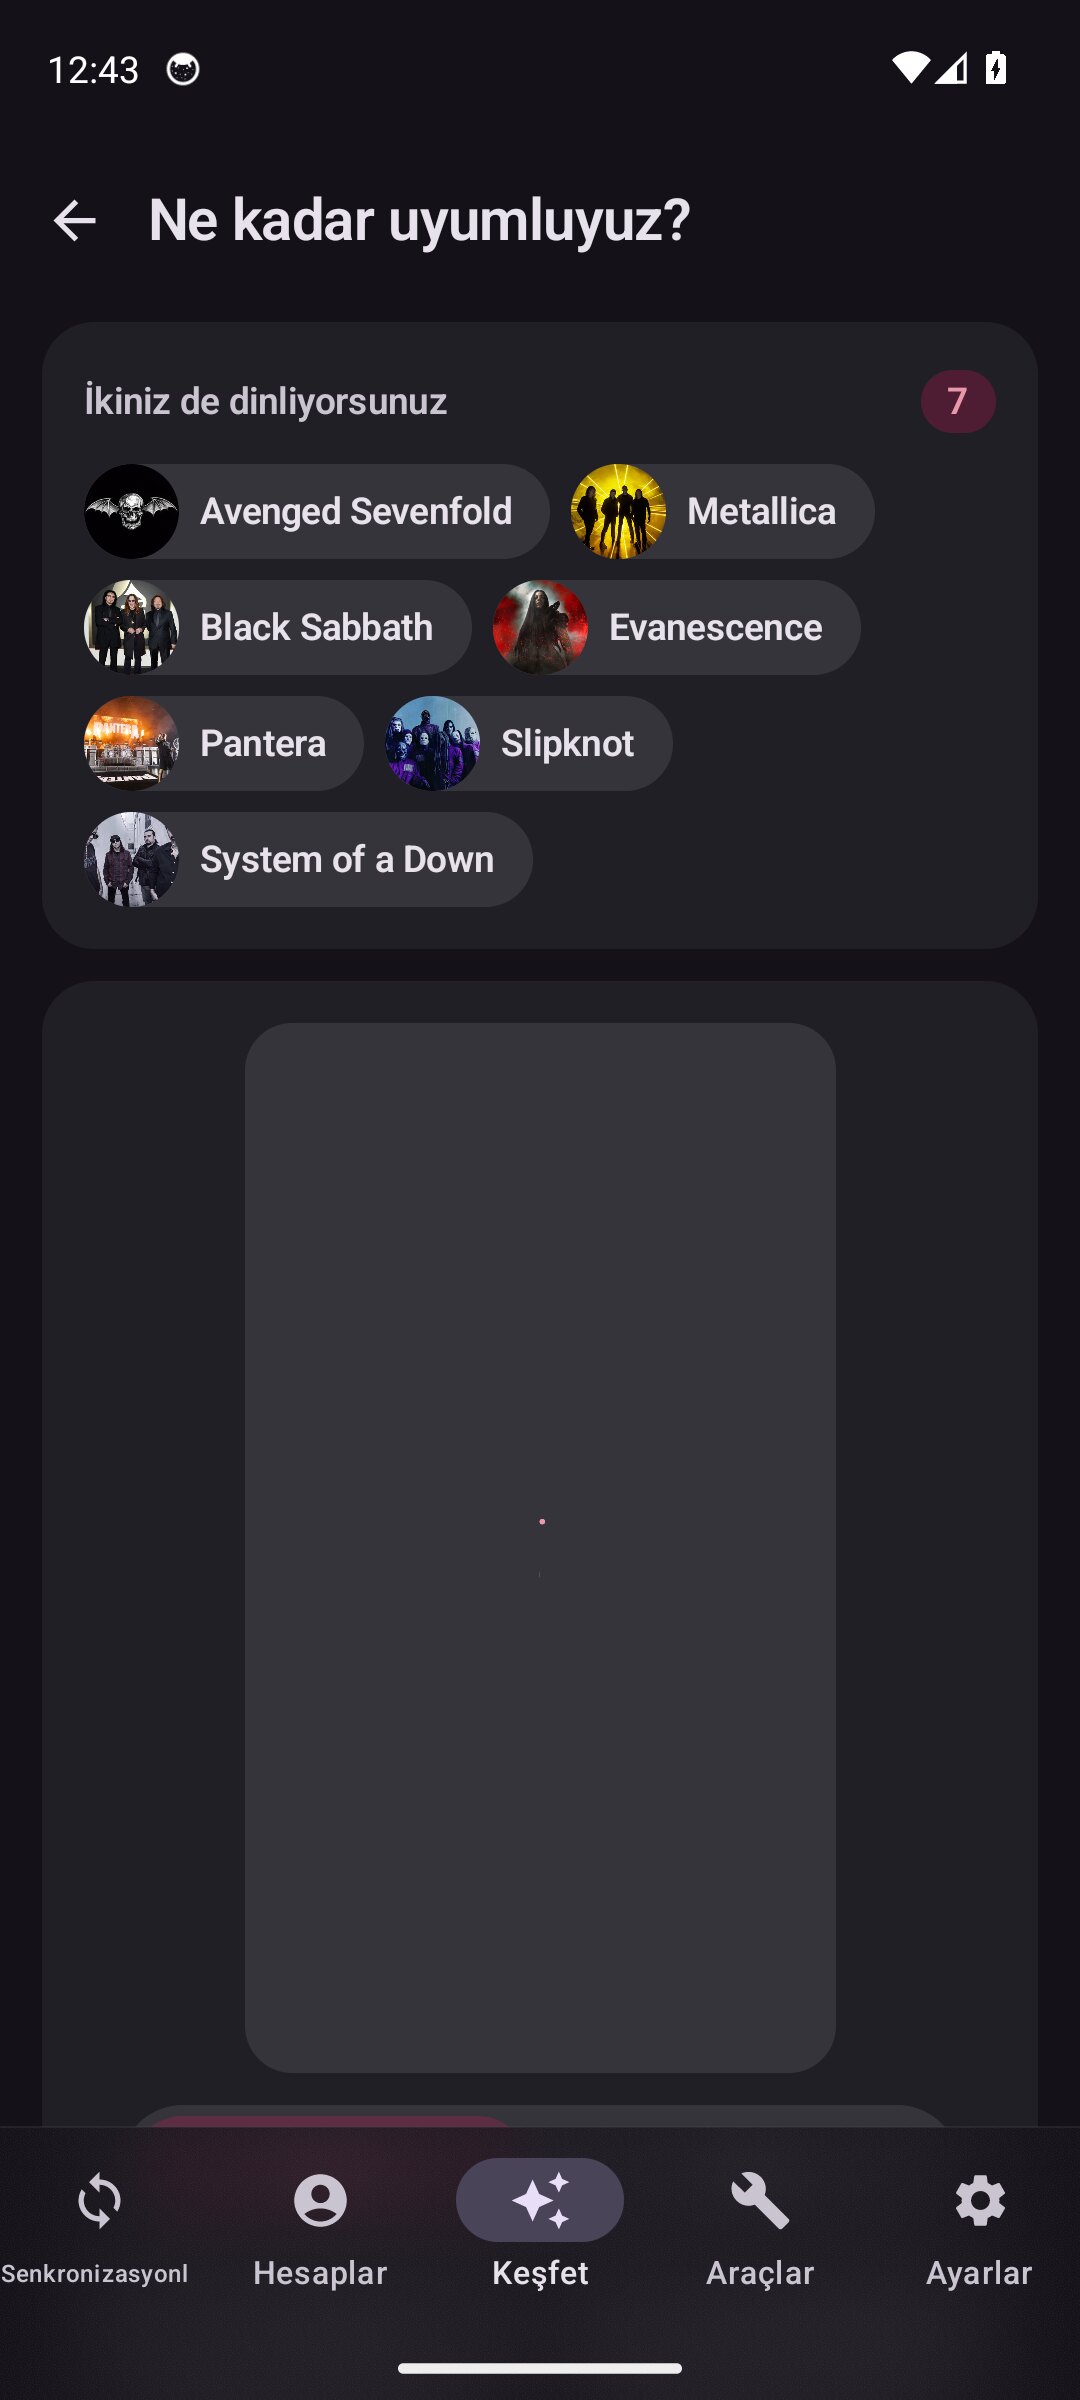 12:43
Ne kadar uyumluyuz?
İkiniz de dinliyorsunuz
7
Avenged Sevenfold
Metallica
Black Sabbath
Evanescence
Pantera
Slipknot
System of a Down
Senkronizasyonl
Hesaplar
Keşfet
Araçlar
Ayarlar